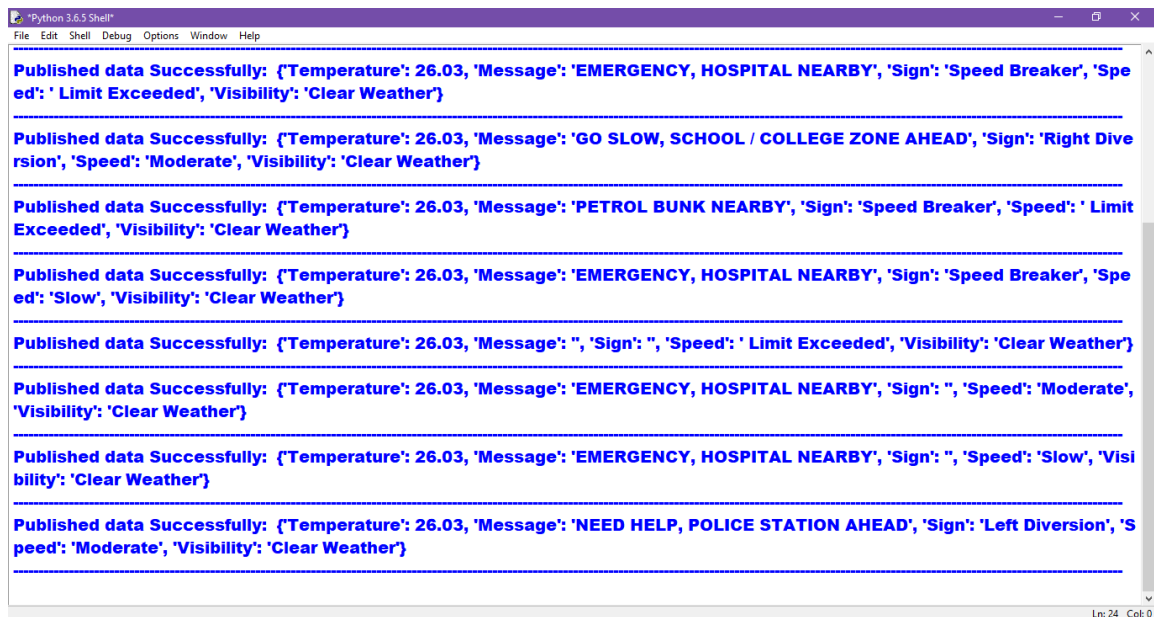 *Python 3.6.5 Shell*
File Edit Shell Debug Options Window Help
--------------------------------------------------------------------------------
Published data Successfully:  {'Temperature': 26.03, 'Message': 'EMERGENCY, HOSPITAL NEARBY', 'Sign': 'Speed Breaker', 'Spe
ed': ' Limit Exceeded', 'Visibility': 'Clear Weather'}
--------------------------------------------------------------------------------
Published data Successfully:  {'Temperature': 26.03, 'Message': 'GO SLOW, SCHOOL / COLLEGE ZONE AHEAD', 'Sign': 'Right Dive
rsion', 'Speed': 'Moderate', 'Visibility': 'Clear Weather'}
--------------------------------------------------------------------------------
Published data Successfully:  {'Temperature': 26.03, 'Message': 'PETROL BUNK NEARBY', 'Sign': 'Speed Breaker', 'Speed': ' Limit
Exceeded', 'Visibility': 'Clear Weather'}
--------------------------------------------------------------------------------
Published data Successfully:  {'Temperature': 26.03, 'Message': 'EMERGENCY, HOSPITAL NEARBY', 'Sign': 'Speed Breaker', 'Spe
ed': 'Slow', 'Visibility': 'Clear Weather'}
--------------------------------------------------------------------------------
Published data Successfully:  {'Temperature': 26.03, 'Message': '', 'Sign': '', 'Speed': ' Limit Exceeded', 'Visibility': 'Clear Weather'}
--------------------------------------------------------------------------------
Published data Successfully:  {'Temperature': 26.03, 'Message': 'EMERGENCY, HOSPITAL NEARBY', 'Sign': '', 'Speed': 'Moderate',
'Visibility': 'Clear Weather'}
--------------------------------------------------------------------------------
Published data Successfully:  {'Temperature': 26.03, 'Message': 'EMERGENCY, HOSPITAL NEARBY', 'Sign': '', 'Speed': 'Slow', 'Visi
bility': 'Clear Weather'}
--------------------------------------------------------------------------------
Published data Successfully:  {'Temperature': 26.03, 'Message': 'NEED HELP, POLICE STATION AHEAD', 'Sign': 'Left Diversion', 'S
peed': 'Moderate', 'Visibility': 'Clear Weather'}
--------------------------------------------------------------------------------
Ln: 24 Col: 0